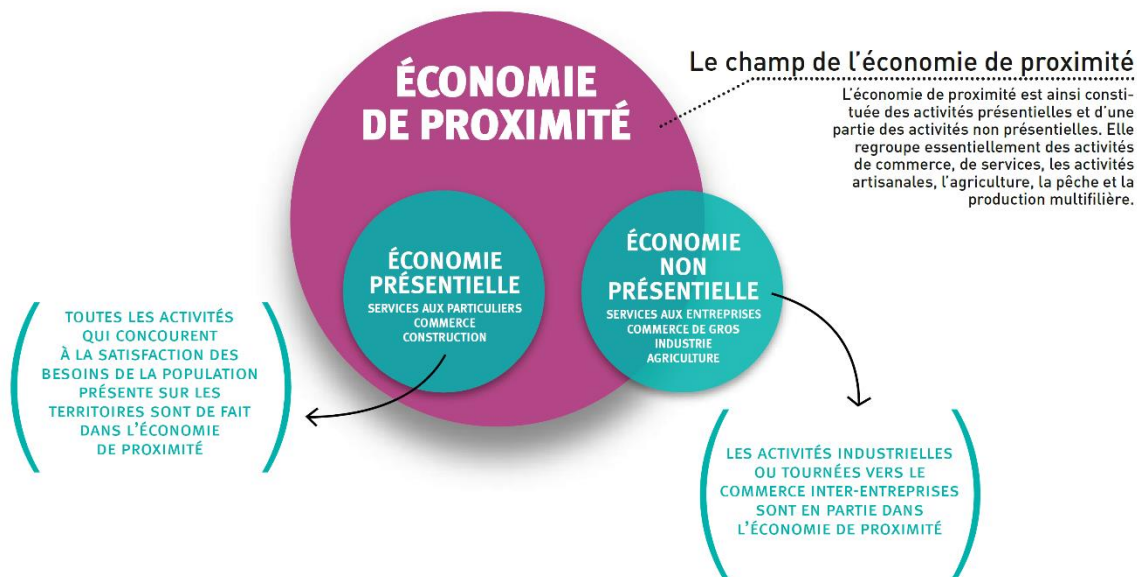 ÉCONOMIE
DE PROXIMITÉ
Le champ de l'économie de proximité
L'économie de proximité est ainsi consti-
tuée des activités présentielles et d'une
partie des activités non présentielles. Elle
regroupe essentiellement des activités
de commerce, de services, les activités
artisanales, l'agriculture, la pêche et la
production multifilière.
ÉCONOMIE
PRÉSENTIELLE
SERVICES AUX PARTICULIERS
COMMERCE
CONSTRUCTION
ÉCONOMIE
NON
PRÉSENTIELLE
SERVICES AUX ENTREPRISES
COMMERCE DE GROS
INDUSTRIE
AGRICULTURE
TOUTES LES ACTIVITÉS
QUI CONCOURENT
À LA SATISFACTION DES
BESOINS DE LA POPULATION
PRÉSENTE SUR LES
TERRITOIRES SONT DE FAIT
DANS L'ÉCONOMIE
DE PROXIMITÉ
LES ACTIVITÉS INDUSTRIELLES
OU TOURNÉES VERS LE
COMMERCE INTER-ENTREPRISES
SONT EN PARTIE DANS
L'ÉCONOMIE DE PROXIMITÉ